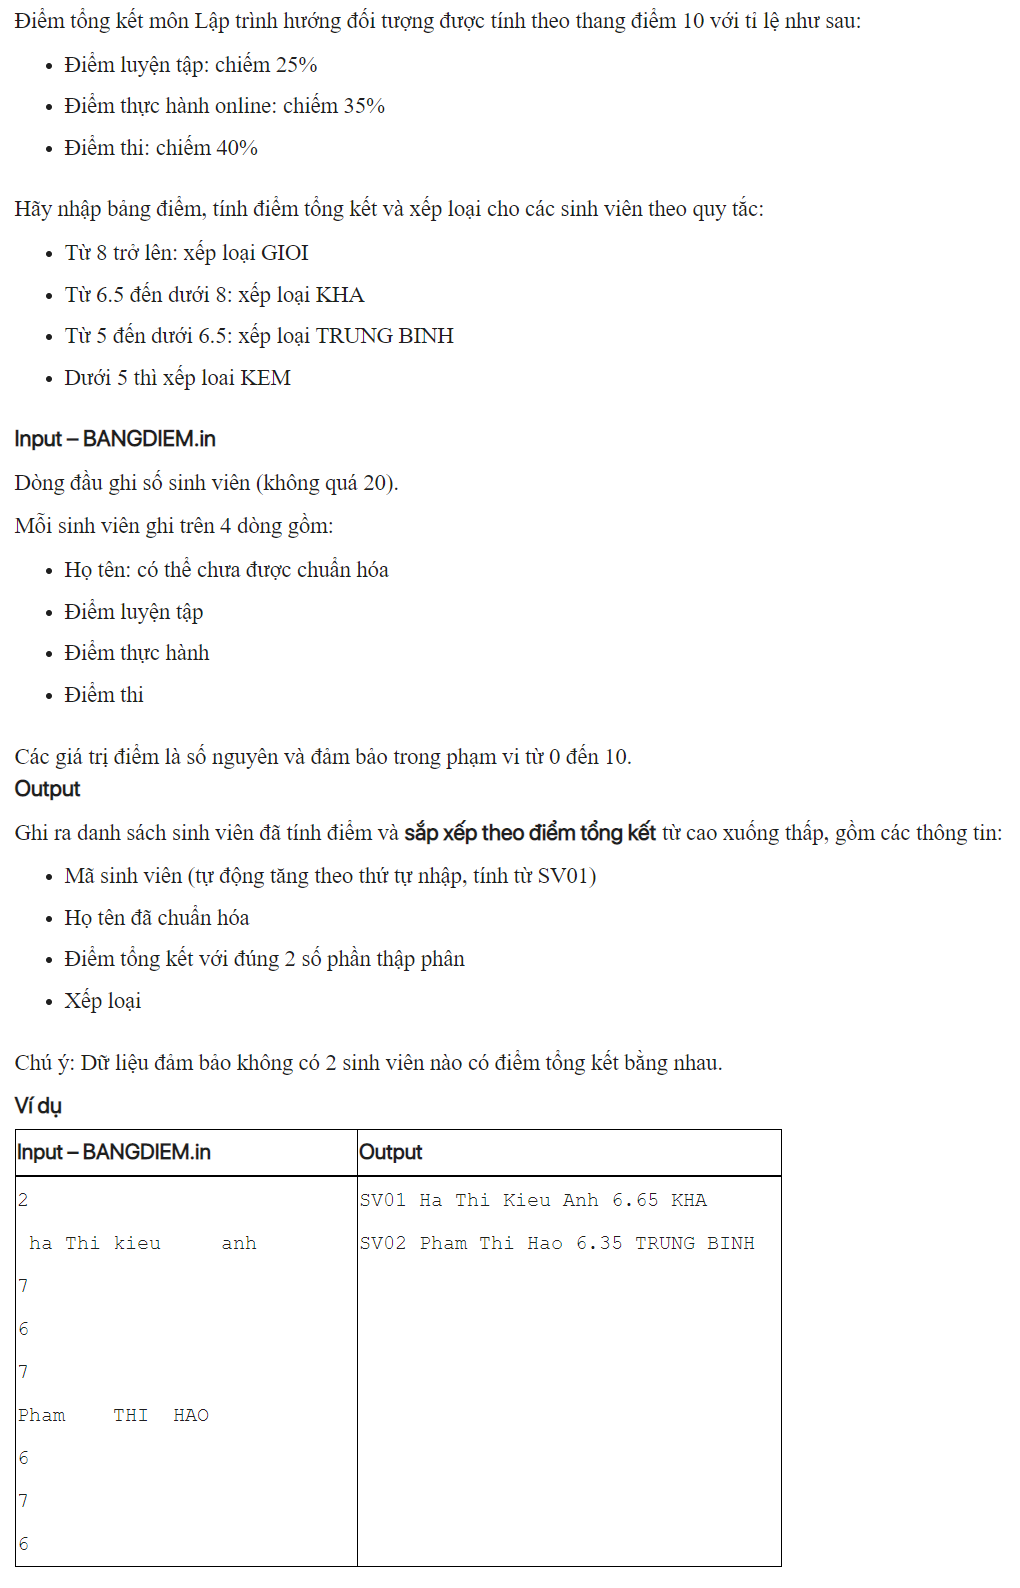 Điểm tổng kết môn Lập trình hướng đối tượng được tính theo thang điểm 10 với tỉ lệ như sau:
• Điểm luyện tập: chiếm 25%
• Điểm thực hành online: chiếm 35%
• Điểm thi: chiếm 40%
Hãy nhập bảng điểm, tính điểm tổng kết và xếp loại cho các sinh viên theo quy tắc:
• Từ 8 trở lên: xếp loại GIOI
• Từ 6.5 đến dưới 8: xếp loại KHA
• Từ 5 đến dưới 6.5: xếp loại TRUNG BINH
• Dưới 5 thì xếp loai KEM
Input – BANGDIEM.in
Dòng đầu ghi số sinh viên (không quá 20).
Mỗi sinh viên ghi trên 4 dòng gồm:
• Họ tên: có thể chưa được chuẩn hóa
• Điểm luyện tập
• Điểm thực hành
• Điểm thi
Các giá trị điểm là số nguyên và đảm bảo trong phạm vi từ 0 đến 10.
Output
Ghi ra danh sách sinh viên đã tính điểm và sắp xếp theo điểm tổng kết từ cao xuống thấp, gồm các thông tin:
• Mã sinh viên (tự động tăng theo thứ tự nhập, tính từ SV01)
• Họ tên đã chuẩn hóa
• Điểm tổng kết với đúng 2 số phần thập phân
• Xếp loại
Chú ý: Dữ liệu đảm bảo không có 2 sinh viên nào có điểm tổng kết bằng nhau.
Ví dụ
Input – BANGDIEM.in
2
 ha Thi kieu     anh
7
6
7
Pham    THI  HAO
6
7
6
Output
SV01 Ha Thi Kieu Anh 6.65 KHA
SV02 Pham Thi Hao 6.35 TRUNG BINH